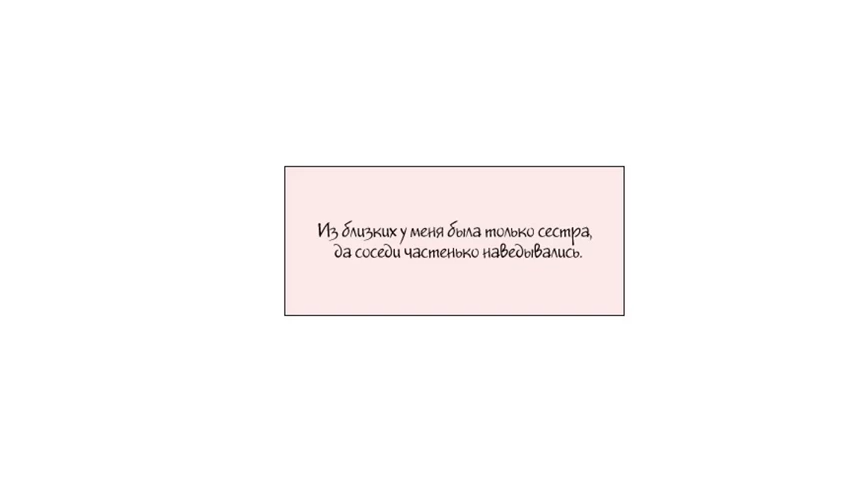 Из близких у меня была только сестра,
да соседи частенько наведывались.